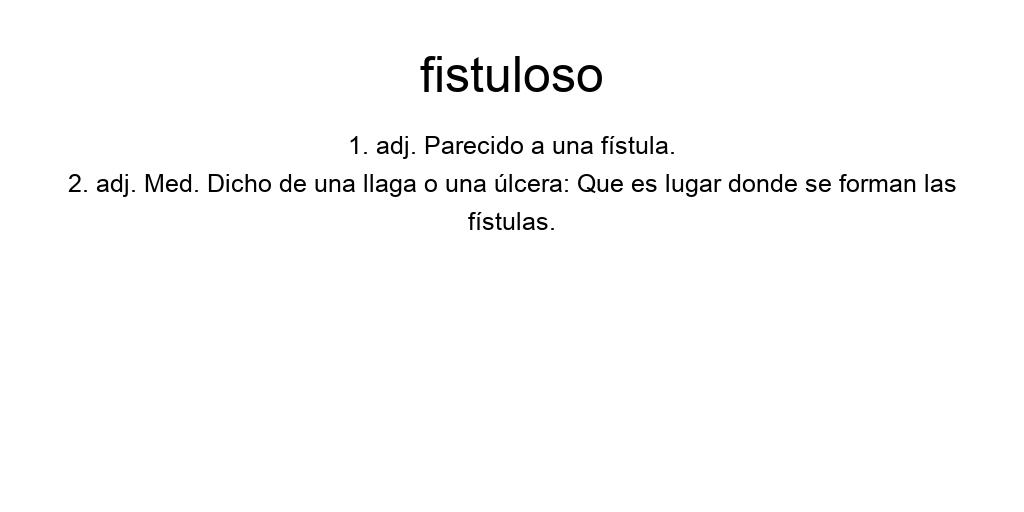 fistuloso
1. adj. Parecido a una fístula.
2. adj. Med. Dicho de una llaga o una úlcera: Que es lugar donde se forman las
fístulas.